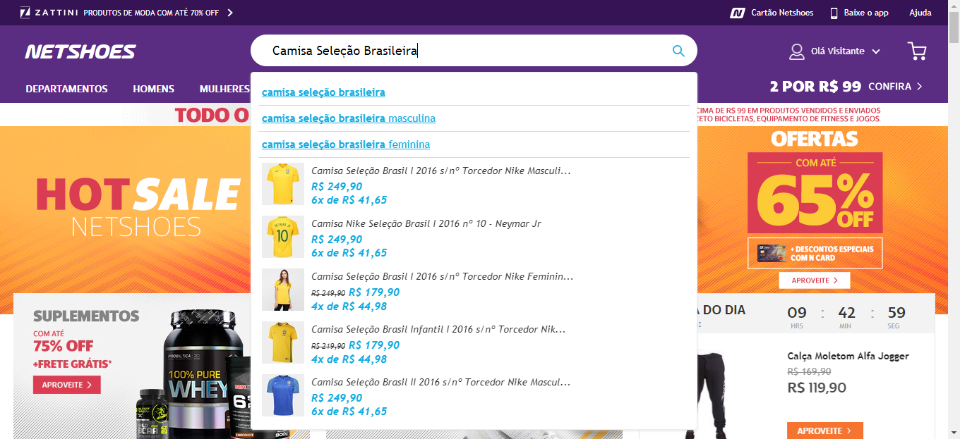 ZATTINI PRODUTOS DE MODA COM ATÉ 70% OFF
Cartão Netshoes
Baixe o app
Ajuda
NETSHOES
Camisa Seleção Brasileira
Olá Visitante
DEPARTAMENTOS
HOMENS
MULHERES
2 POR R$ 99 CONFIRA
TODO O
CIMA DE R$ 99 EM PRODUTOS VENDIDOS E ENVIADOS
CETO BICICLETAS, EQUIPAMENTO DE FITNESS E JOGOS.
camisa seleção brasileira
camisa seleção brasileira masculina
camisa seleção brasileira feminina
Camisa Seleção Brasil I 2016 s/nº Torcedor Nike Masculi...
R$ 249,90
6x de R$ 41,65
Camisa Nike Seleção Brasil I 2016 nº 10 - Neymar Jr
R$ 249,90
6x de R$ 41,65
Camisa Seleção Brasil I 2016 s/nº Torcedor Nike Feminin...
R$ 249,90 R$ 179,90
4x de R$ 44,98
Camisa Seleção Brasil Infantil I 2016 s/nº Torcedor Nik...
R$ 219,90 R$ 179,90
4x de R$ 44,98
Camisa Seleção Brasil II 2016 s/nº Torcedor Nike Mascul...
R$ 249,90
6x de R$ 41,65
HOT SALE
NETSHOES
OFERTAS
COM ATÉ
65%
OFF
+ DESCONTOS ESPECIAIS
COM N CARD
APROVEITE
SUPLEMENTOS
COM ATÉ
75% OFF
+FRETE GRÁTIS*
APROVEITE
100% PURE
WHEY
A DO DIA
09 : 42 : 59
HRS MIN SEG
Calça Moletom Alfa Jogger
R$ 169,90
R$ 119,90
APROVEITE